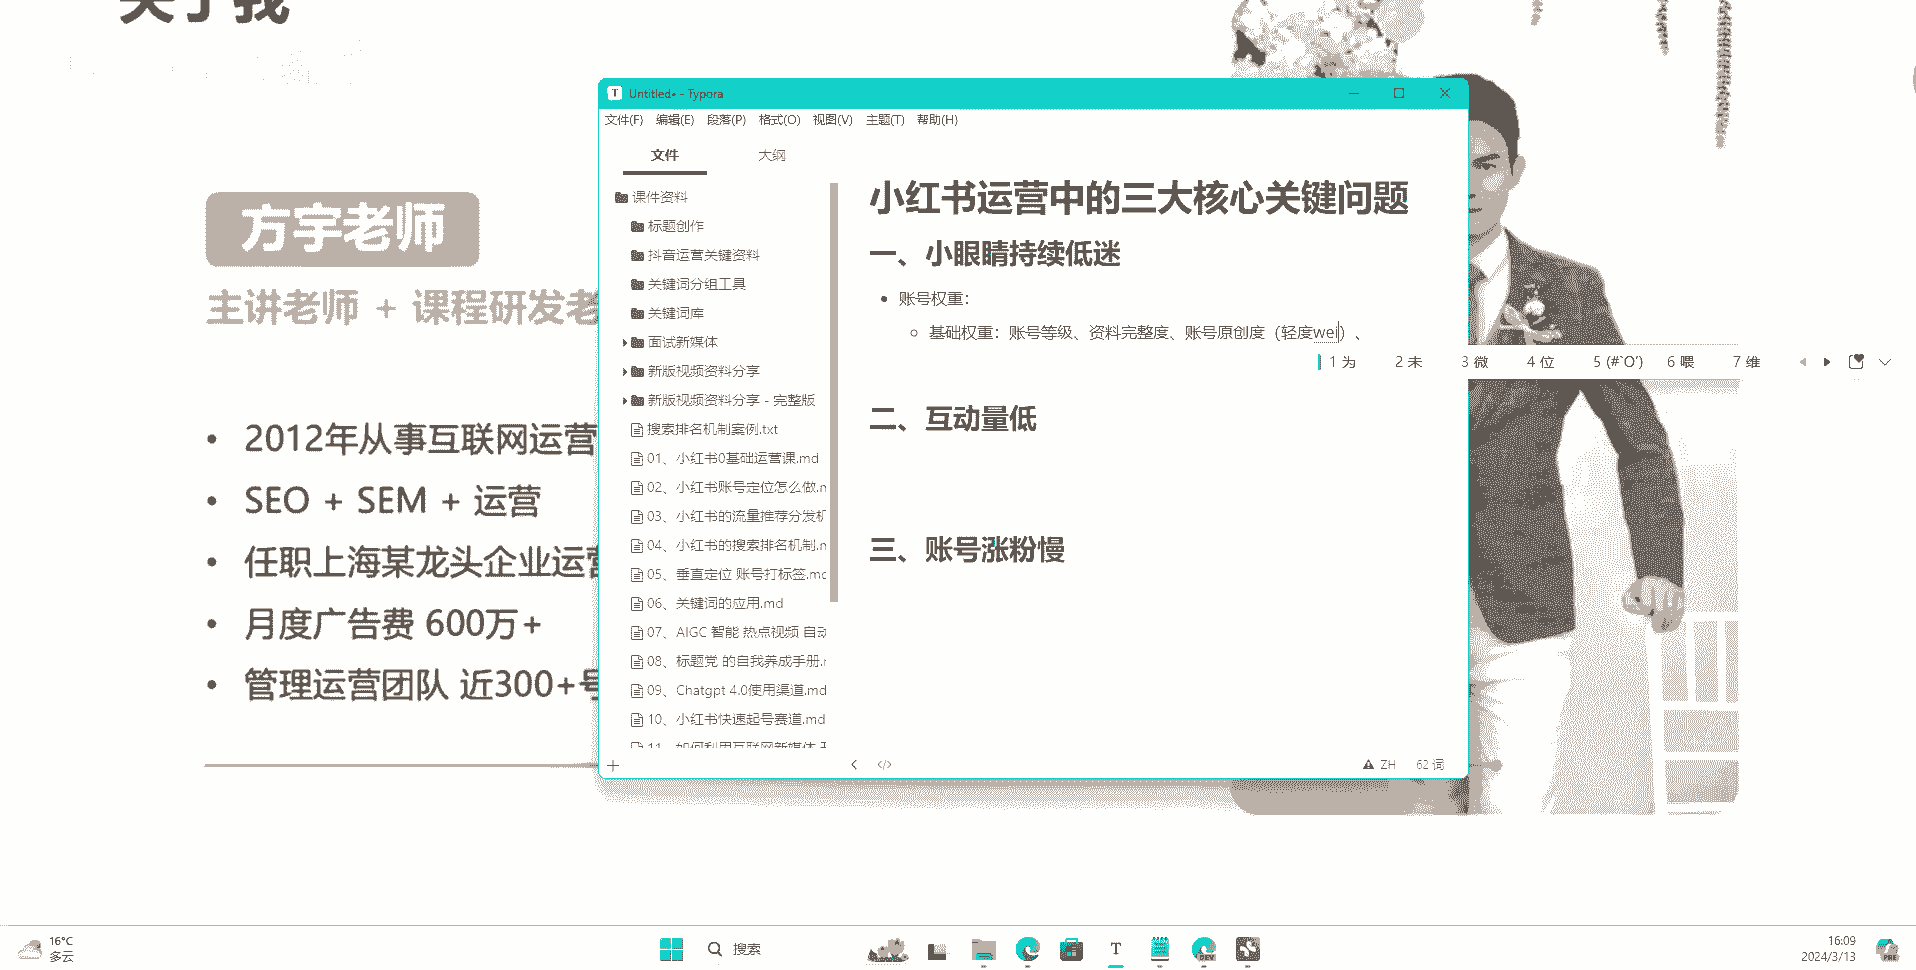 关于我
方宇老师
主讲老师 + 课程研发老
2012年从事互联网运营
SEO + SEM + 运营
任职上海某龙头企业运营
月度广告费 600万+
管理运营团队 近300+号
Untitled• - Typora
文件(F) 编辑(E) 段落(P) 格式(O) 视图(V) 主题(T) 帮助(H)
文件 大纲
课件资料
标题创作
抖音运营关键资料
关键词分组工具
关键词库
面试新媒体
新版视频资料分享
新版视频资料分享 - 完整版
搜索排名机制案例.txt
01、小红书0基础运营课.md
02、小红书账号定位怎么做.m
03、小红书的流量推荐分发机
04、小红书的搜索排名机制.m
05、垂直定位 账号打标签.md
06、关键词的应用.md
07、AIGC 智能 热点视频 自动
08、标题党 的自我养成手册.m
09、Chatgpt 4.0使用渠道.md
10、小红书快速起号赛道.md
11、如何利用互联网新媒体
小红书运营中的三大核心关键问题
一、小眼睛持续低迷
账号权重：
基础权重：账号等级、资料完整度、账号原创度（轻度wei）、
1 为 2 未 3 微 4 位 5 (#`O′) 6 喂 7 维
二、互动量低
三、账号涨粉慢
ZH 62 词
16°C
多云
搜索
T
DEV
16:09
2024/3/13
PRE